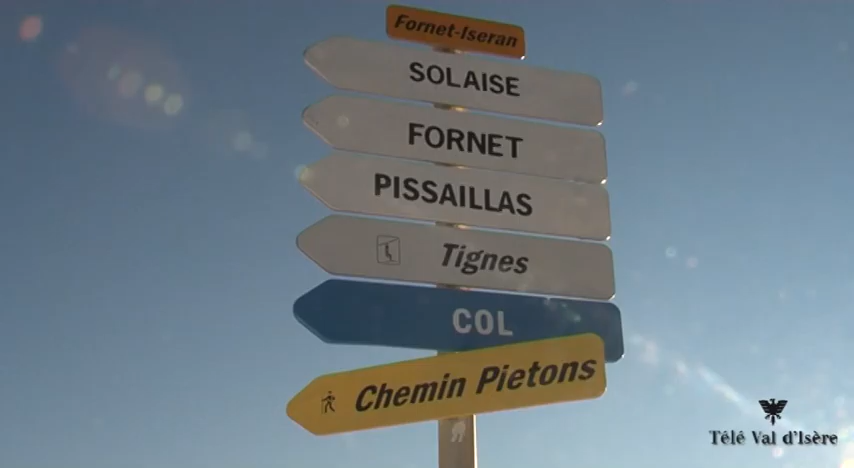 Fornet-Iseran
SOLAISE
FORNET
PISSAILLAS
Tignes
COL
Chemin Pietons
Télé Val d'Isère